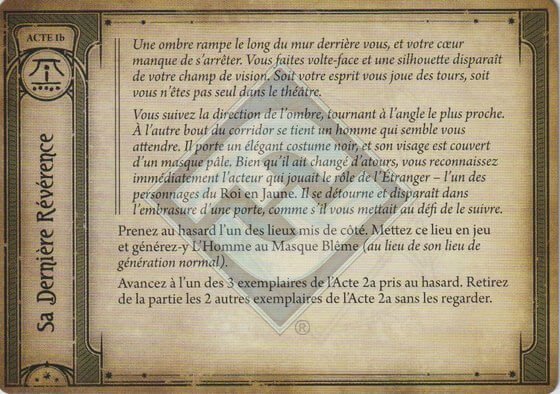 ACTE 1b
Sa Dernière Révérence
Une ombre rampe le long du mur derrière vous, et votre cœur
manque de s'arrêter. Vous faites volte-face et une silhouette disparaît
de votre champ de vision. Soit votre esprit vous joue des tours, soit
vous n'êtes pas seul dans le théâtre.
Vous suivez la direction de l'ombre, tournant à l'angle le plus proche.
À l'autre bout du corridor se tient un homme qui semble vous
attendre. Il porte un élégant costume noir, et son visage est couvert
d'un masque pâle. Bien qu'il ait changé d'atours, vous reconnaissez
immédiatement l'acteur qui jouait le rôle de l'Étranger – l'un des
personnages du Roi en Jaune. Il se détourne et disparaît dans
l'embrasure d'une porte, comme s'il vous mettait au défi de le suivre.
Prenez au hasard l'un des lieux mis de côté. Mettez ce lieu en jeu
et générez-y L'Homme au Masque Blême (au lieu de son lieu de
génération normal).
Avancez à l'un des 3 exemplaires de l'Acte 2a pris au hasard. Retirez
de la partie les 2 autres exemplaires de l'Acte 2a sans les regarder.
®